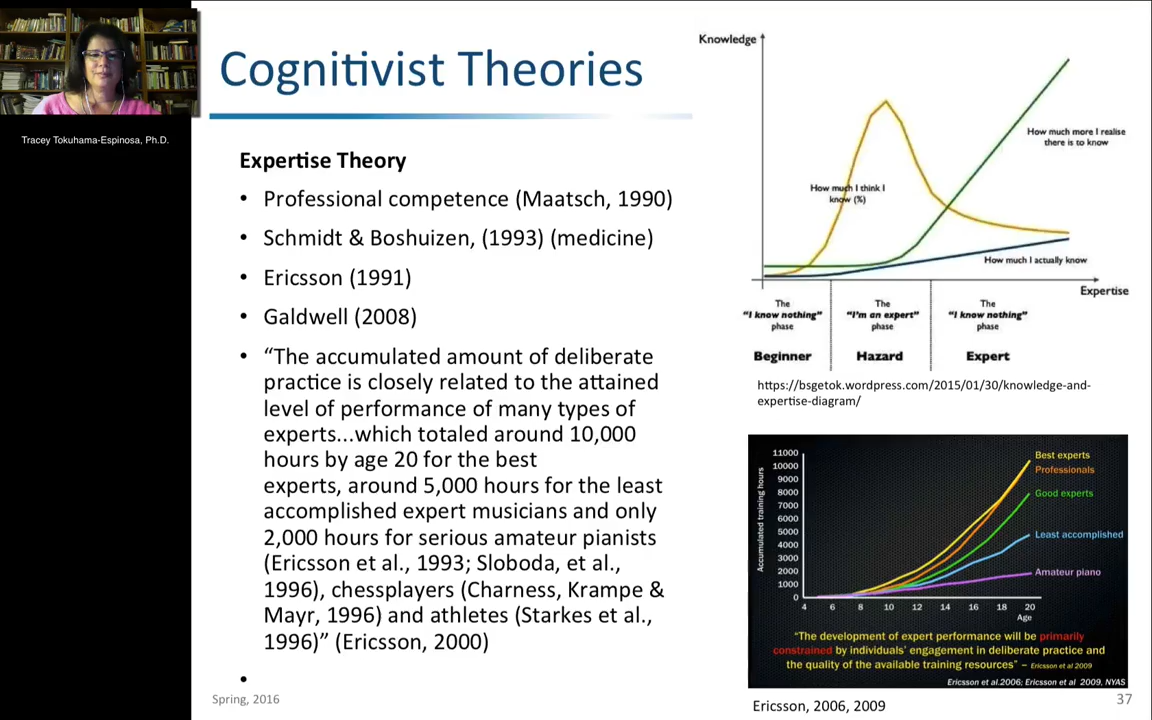 Tracey Tokuhama-Espinosa, Ph.D.
Cognitivist Theories
Expertise Theory
• Professional competence (Maatsch, 1990)
• Schmidt & Boshuizen, (1993) (medicine)
• Ericsson (1991)
• Galdwell (2008)
• “The accumulated amount of deliberate
practice is closely related to the attained
level of performance of many types of
experts...which totaled around 10,000
hours by age 20 for the best
experts, around 5,000 hours for the least
accomplished expert musicians and only
2,000 hours for serious amateur pianists
(Ericsson et al., 1993; Sloboda, et al.,
1996), chessplayers (Charness, Krampe &
Mayr, 1996) and athletes (Starkes et al.,
1996)” (Ericsson, 2000)
•
Spring, 2016
Knowledge
How much more I realise
there is to know
How much I think I
know (%)
How much I actually know
Expertise
The
“I know nothing”
phase
The
“I'm an expert”
phase
The
“I know nothing”
phase
Beginner
Hazard
Expert
https://bsgetok.wordpress.com/2015/01/30/knowledge-and-
expertise-diagram/
Accumulated training hours
11000
10000
9000
8000
7000
6000
5000
4000
3000
2000
1000
0
4 6 8 10 12 14 16 18 20
Age
Best experts
Professionals
Good experts
Least accomplished
Amateur piano
“The development of expert performance will be primarily
constrained by individuals' engagement in deliberate practice and
the quality of the available training resources” – Ericsson et al 2009
Ericsson et al.2006; Ericsson et al 2009, NYAS
Ericsson, 2006, 2009
37